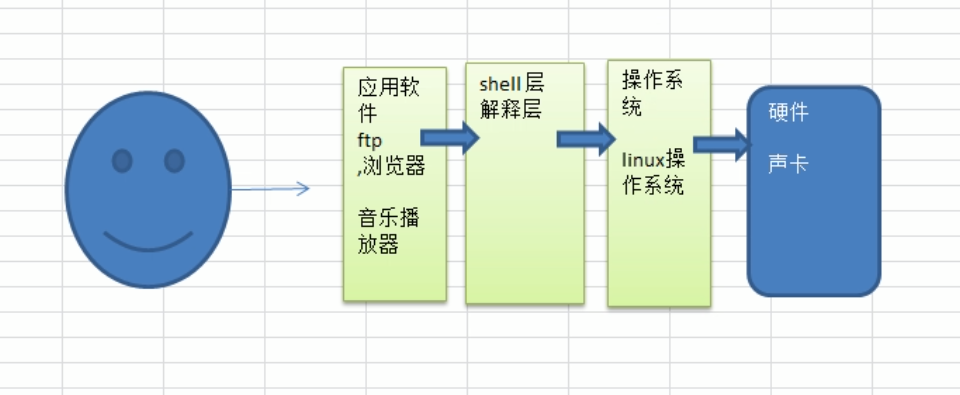 应用软
件
ftp
,浏览器
音乐播
放器
shell层
解释层
操作系
统
linux操
作系统
硬件
声卡